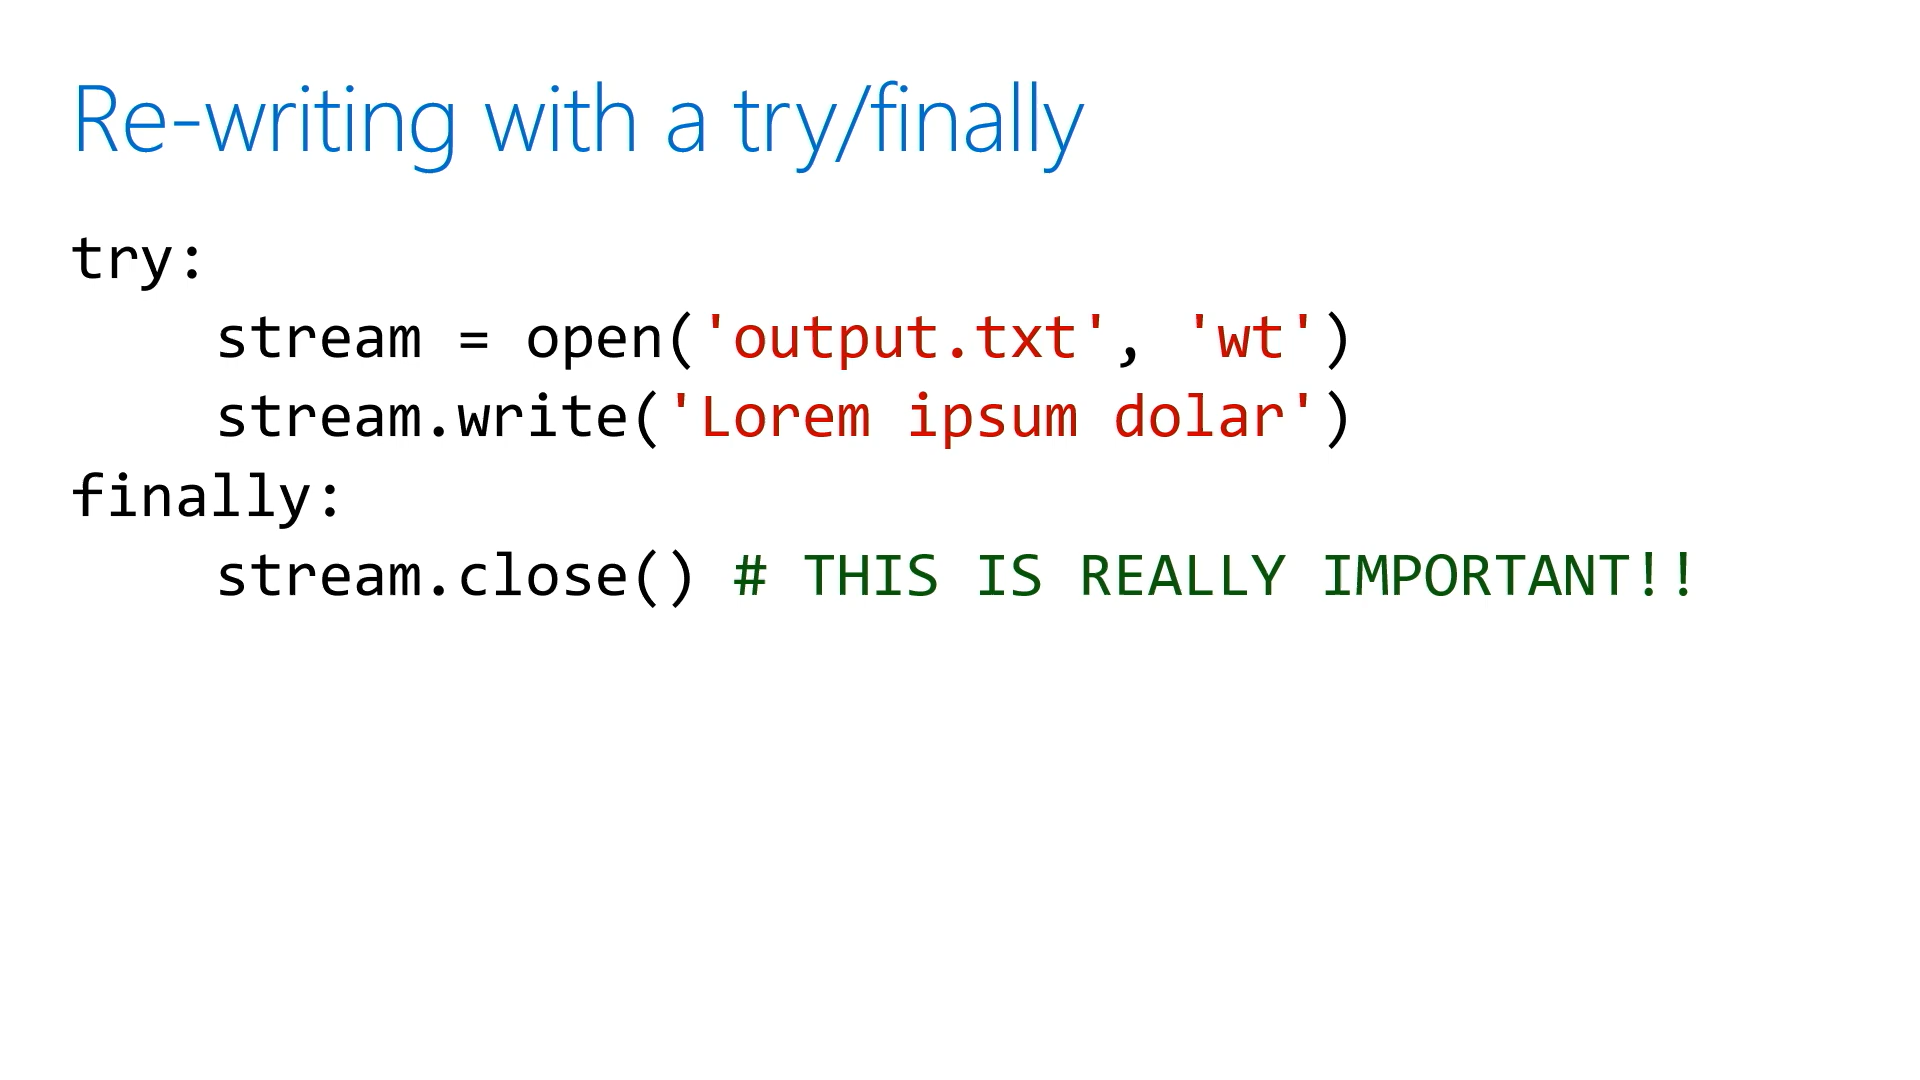 Re-writing with a try/finally
try:
    stream = open('output.txt', 'wt')
    stream.write('Lorem ipsum dolar')
finally:
    stream.close() # THIS IS REALLY IMPORTANT!!